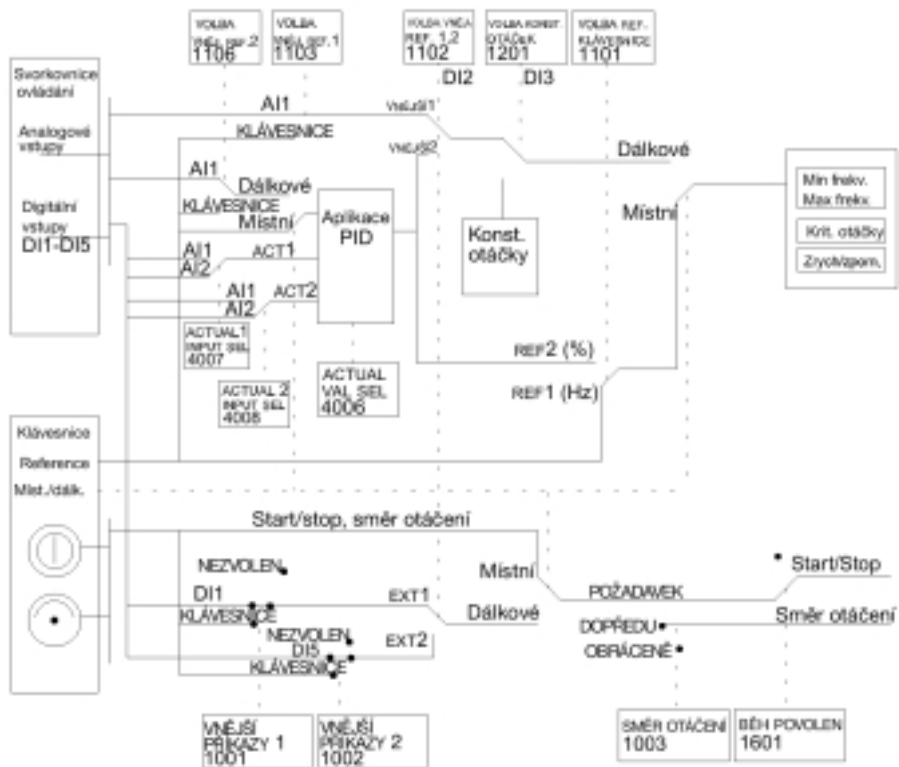 VOLBA
VNĚJ. REF.2
1106
VOLBA
VNĚJ. REF.1
1103
VOLBA VNĚJ.
REF. 1,2
1102
VOLBA KONST.
OTÁČEK
1201
VOLBA REF.
KLÁVESNICE
1101
DI2
DI3
Svorkovnice
ovládání
Analogové
vstupy
Digitální
vstupy
DI1-DI5
AI1
KLÁVESNICE
VNĚJŠÍ1
VNĚJŠÍ2
Dálkové
AI1
Dálkové
KLÁVESNICE
Místní
Aplikace
PID
Konst.
otáčky
Místní
Min frekv.
Max frekv.
Krit. otáčky
Zrych/zpom.
AI1
AI2
ACT1
AI1
AI2
ACT2
ACTUAL1
INPUT SEL
4007
ACTUAL 2
INPUT SEL
4008
ACTUAL
VAL SEL
4006
REF2 (%)
REF1 (Hz)
Klávesnice
Reference
Míst./dálk.
Start/stop, směr otáčení
NEZVOLEN
DI1
KLÁVESNICE
EXT1
NEZVOLEN
DI5
KLÁVESNICE
EXT2
Místní
Dálkové
POŽADAVEK
Start/Stop
DOPŘEDU
Směr otáčení
OBRÁCENĚ
VNĚJŠÍ
PŘÍKAZY 1
1001
VNĚJŠÍ
PŘÍKAZY 2
1002
SMĚR OTÁČENÍ
1003
BĚH POVOLEN
1601